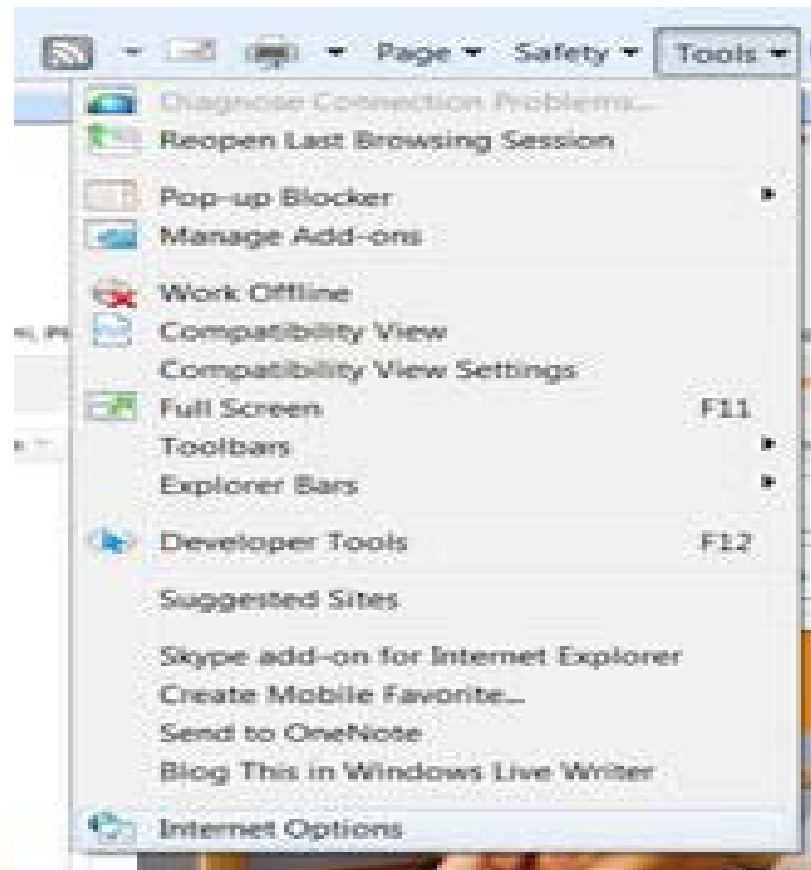 Page Safety Tools
Diagnose Connection Problems...
Reopen Last Browsing Session
Pop-up Blocker
Manage Add-ons
Work Offline
Compatibility View
Compatibility View Settings
Full Screen F11
Toolbars
Explorer Bars
Developer Tools F12
Suggested Sites
Skype add-on for Internet Explorer
Create Mobile Favorite...
Send to OneNote
Blog This in Windows Live Writer
Internet Options